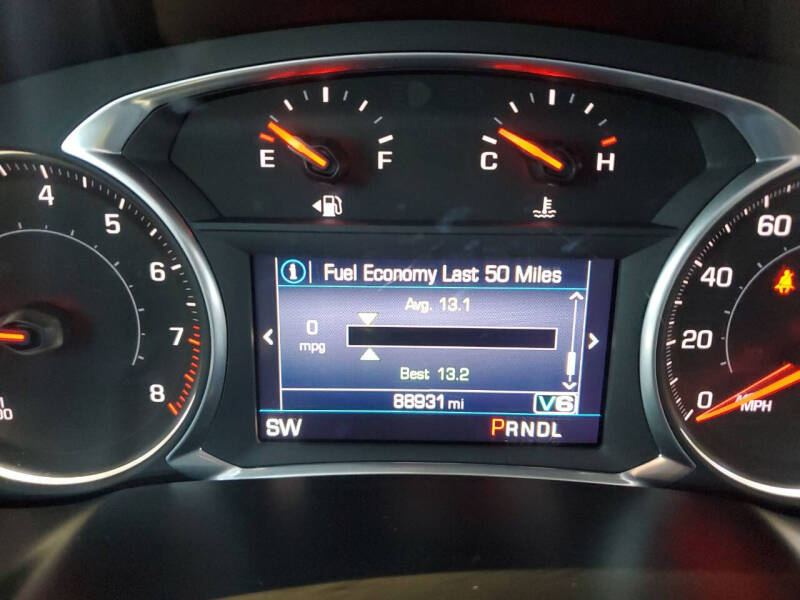 E F
C H
4
5
6
7
8
60
40
20
0
MPH
i Fuel Economy Last 50 Miles
Avg. 13.1
0
mpg
Best 13.2
88931 mi V6
SW PRNDL